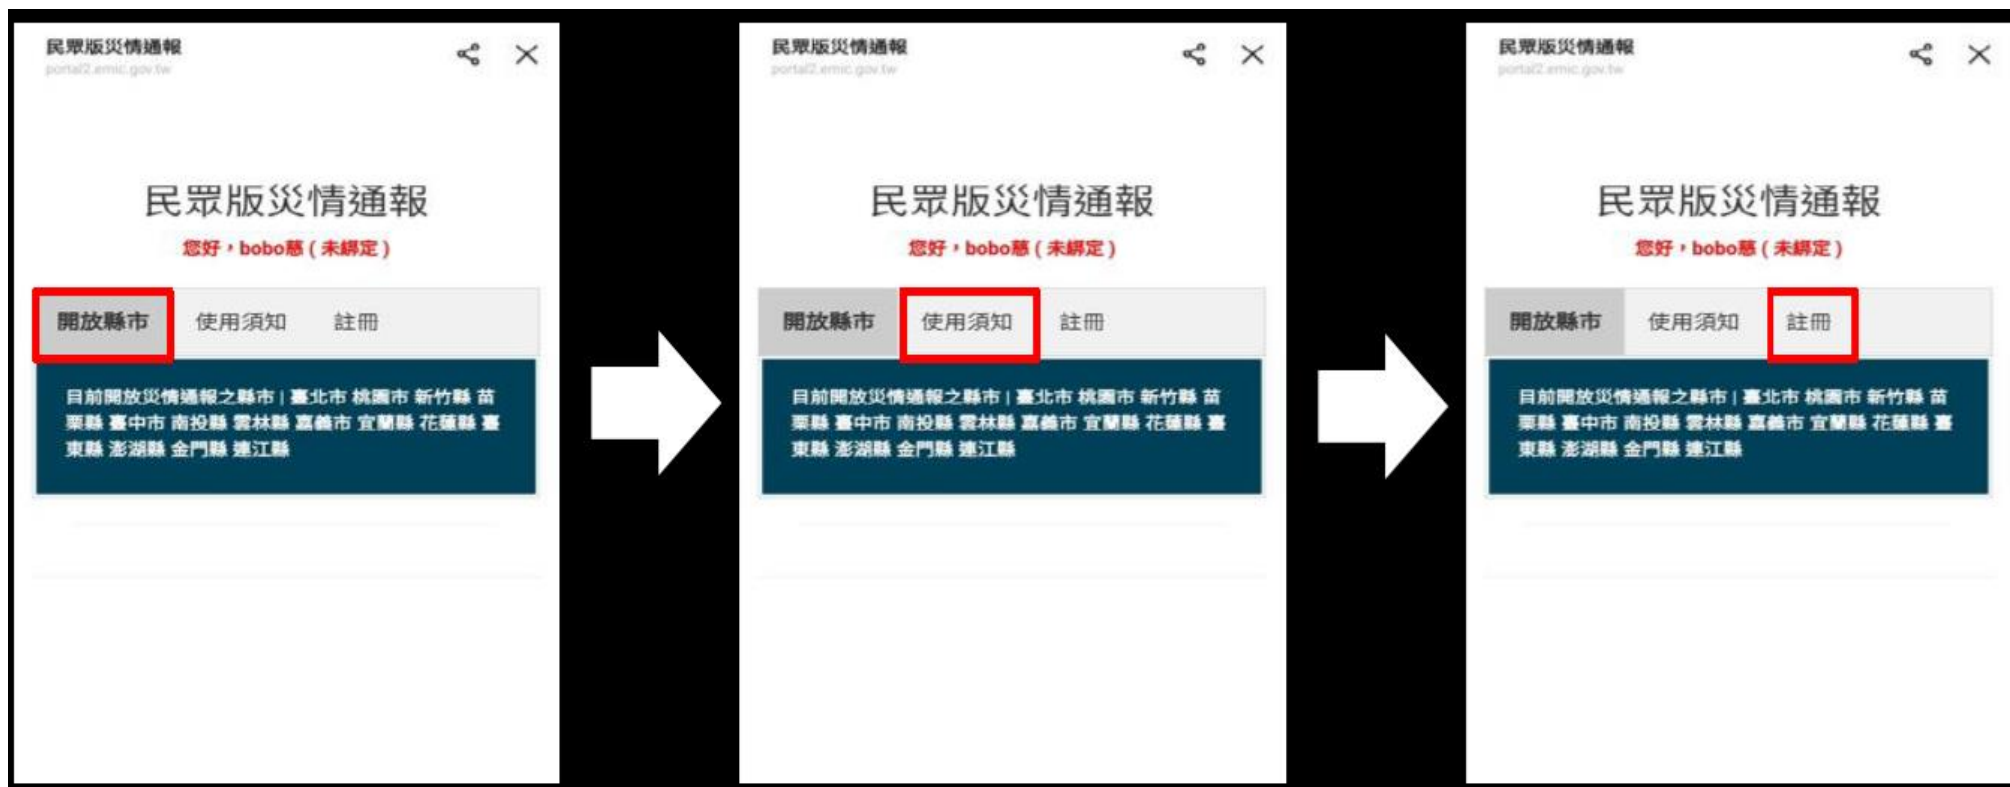 民眾版災情通報
portal2.emic.gov.tw
民眾版災情通報
您好，bobo慈（未綁定）
開放縣市 使用須知 註冊
目前開放災情通報之縣市 | 臺北市 桃園市 新竹縣 苗
栗縣 臺中市 南投縣 雲林縣 嘉義市 宜蘭縣 花蓮縣 臺
東縣 澎湖縣 金門縣 連江縣
民眾版災情通報
portal2.emic.gov.tw
民眾版災情通報
您好，bobo慈（未綁定）
開放縣市 使用須知 註冊
目前開放災情通報之縣市 | 臺北市 桃園市 新竹縣 苗
栗縣 臺中市 南投縣 雲林縣 嘉義市 宜蘭縣 花蓮縣 臺
東縣 澎湖縣 金門縣 連江縣
民眾版災情通報
portal2.emic.gov.tw
民眾版災情通報
您好，bobo慈（未綁定）
開放縣市 使用須知 註冊
目前開放災情通報之縣市 | 臺北市 桃園市 新竹縣 苗
栗縣 臺中市 南投縣 雲林縣 嘉義市 宜蘭縣 花蓮縣 臺
東縣 澎湖縣 金門縣 連江縣